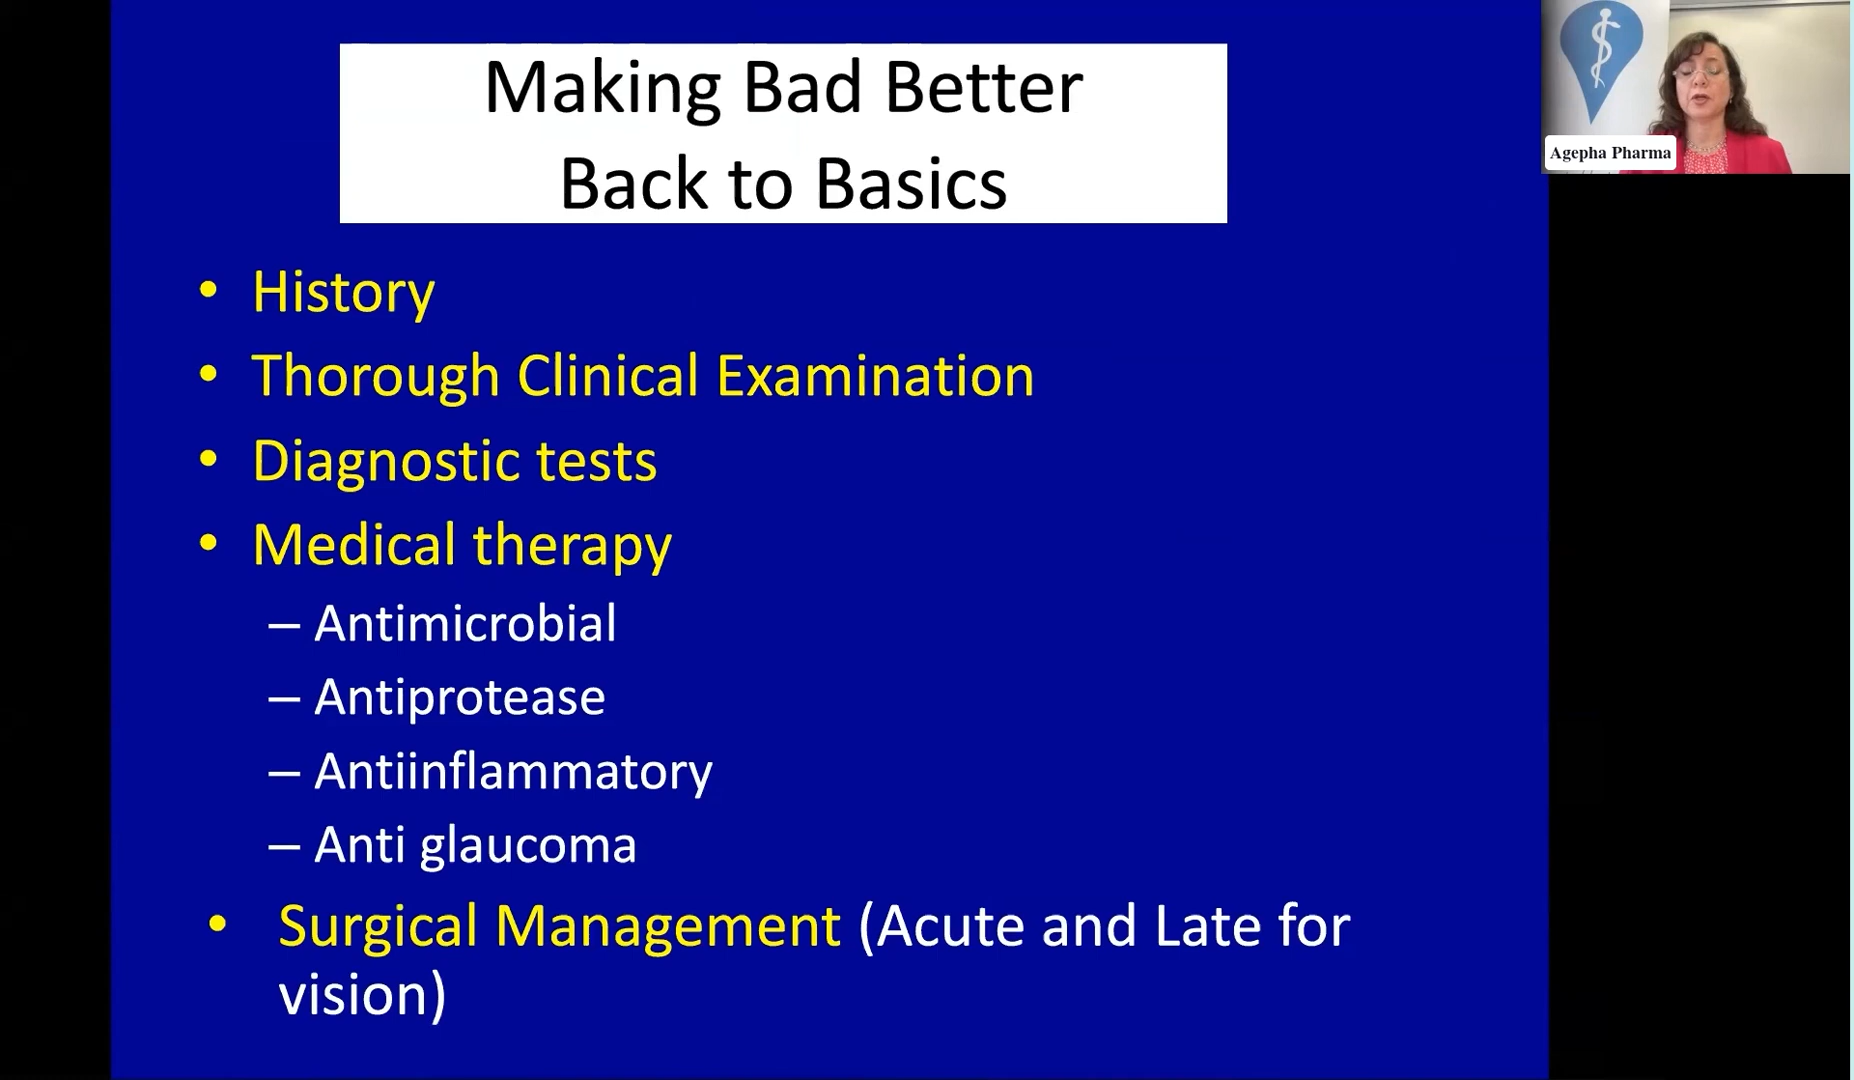 Making Bad Better
Back to Basics
• History
• Thorough Clinical Examination
• Diagnostic tests
• Medical therapy
– Antimicrobial
– Antiprotease
– Antiinflammatory
– Anti glaucoma
• Surgical Management (Acute and Late for
vision)
Agepha Pharma